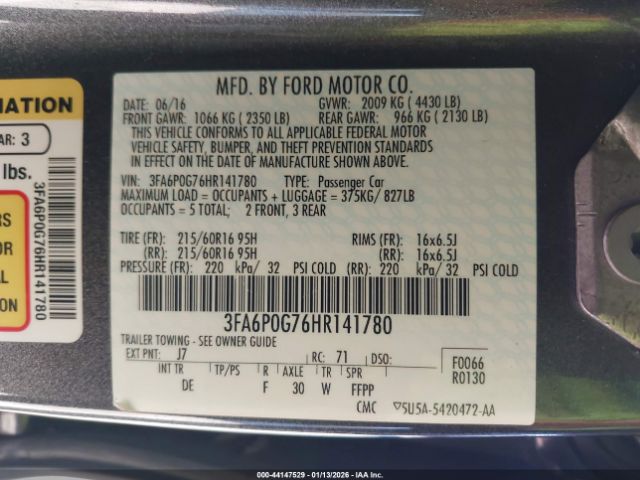 MATION
AR: 3
lbs.
RS
OR
AL
ION
3FA6P0G76HR141780
MFD. BY FORD MOTOR CO.
DATE: 06/16 GVWR: 2009 KG ( 4430 LB)
FRONT GAWR: 1066 KG ( 2350 LB) REAR GAWR: 966 KG ( 2130 LB)
THIS VEHICLE CONFORMS TO ALL APPLICABLE FEDERAL MOTOR
VEHICLE SAFETY, BUMPER, AND THEFT PREVENTION STANDARDS
IN EFFECT ON THE DATE OF MANUFACTURE SHOWN ABOVE.
VIN: 3FA6P0G76HR141780 TYPE: Passenger Car
MAXIMUM LOAD = OCCUPANTS + LUGGAGE = 375KG/ 827LB
OCCUPANTS = 5 TOTAL; 2 FRONT, 3 REAR
TIRE (FR): 215/60R16 95H RIMS (FR): 16x6.5J
(RR): 215/60R16 95H (RR): 16x6.5J
PRESSURE (FR): 220 kPa/ 32 PSI COLD (RR): 220 kPa/ 32 PSI COLD
3FA6P0G76HR141780
TRAILER TOWING - SEE OWNER GUIDE
EXT PNT: J7 RC: 71 DSO: F0066
INT TR TP/PS R AXLE TR SPR R0130
DE F 30 W FFPP
CMC 5U5A-5420472-AA
000-44147529 - 01/13/2026 - IAAI Inc.